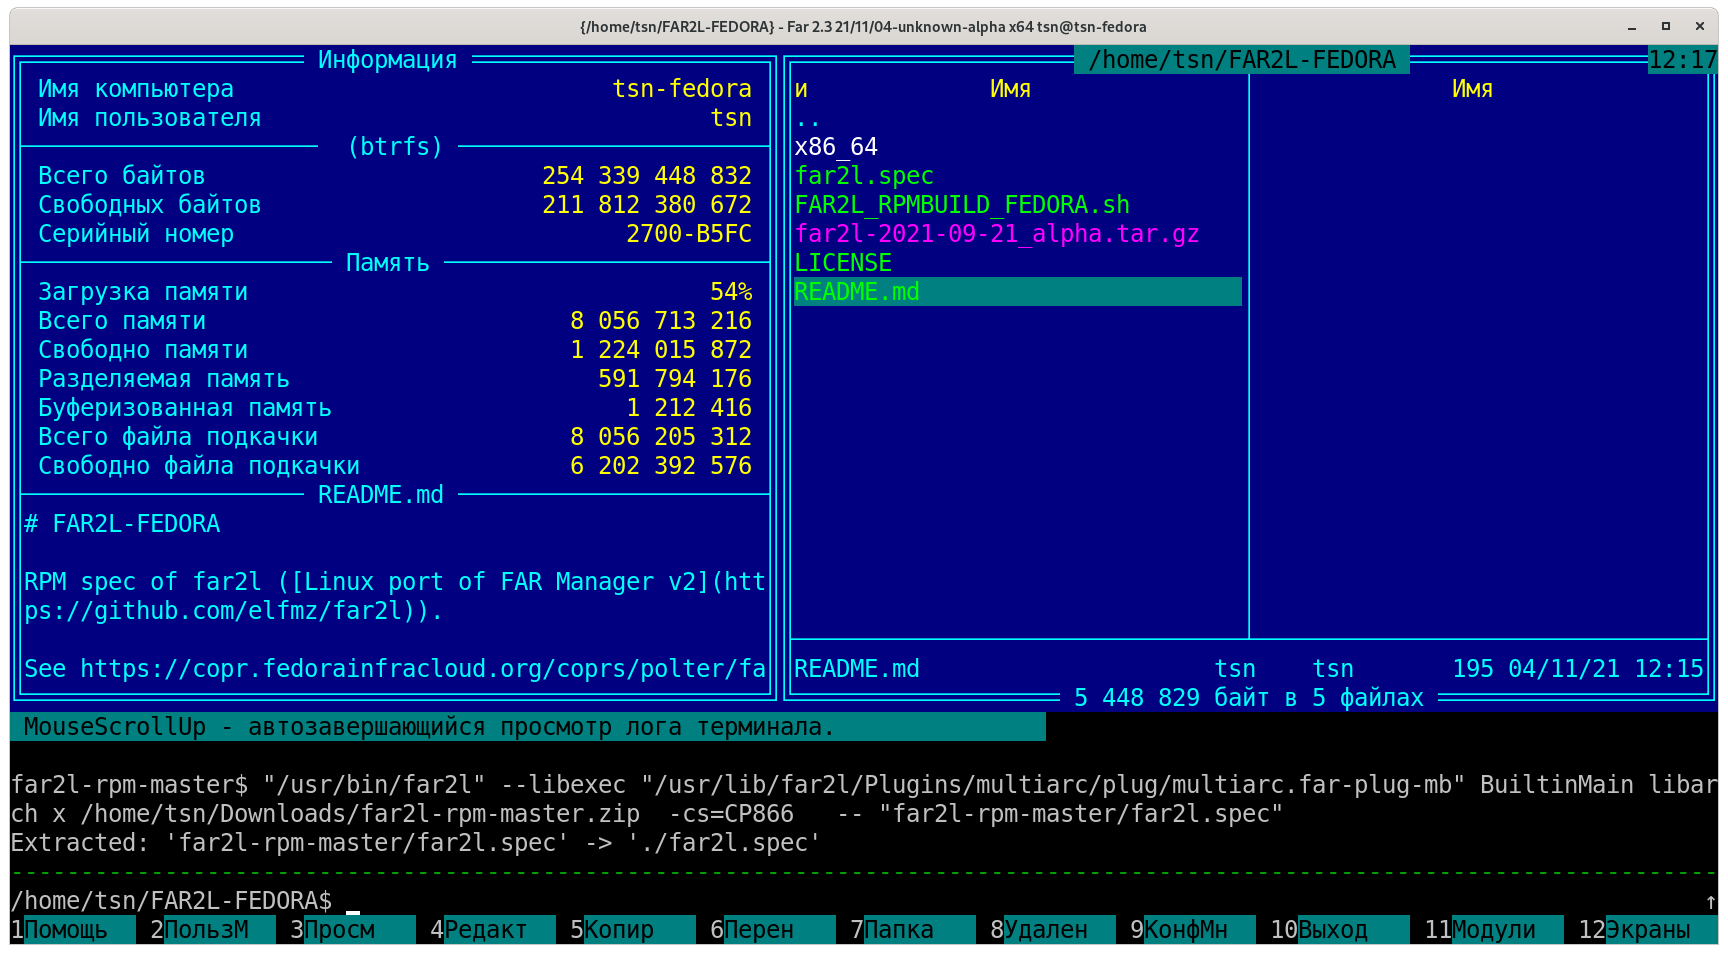 {/home/tsn/FAR2L-FEDORA} - Far 2.3 21/11/04-unknown-alpha x64 tsn@tsn-fedora
Информация
Имя компьютера tsn-fedora
Имя пользователя tsn
(btrfs)
Всего байтов 254 339 448 832
Свободных байтов 211 812 380 672
Серийный номер 2700-B5FC
Память
Загрузка памяти 54%
Всего памяти 8 056 713 216
Свободно памяти 1 224 015 872
Разделяемая память 591 794 176
Буферизованная память 1 212 416
Всего файла подкачки 8 056 205 312
Свободно файла подкачки 6 202 392 576
README.md
# FAR2L-FEDORA
RPM spec of far2l ([Linux port of FAR Manager v2](htt
ps://github.com/elfmz/far2l)).
See https://copr.fedorainfracloud.org/coprs/polter/fa
/home/tsn/FAR2L-FEDORA 12:17
и Имя Имя
..
x86_64
far2l.spec
FAR2L_RPMBUILD_FEDORA.sh
far2l-2021-09-21_alpha.tar.gz
LICENSE
README.md
README.md tsn tsn 195 04/11/21 12:15
5 448 829 байт в 5 файлах
MouseScrollUp - автозавершающийся просмотр лога терминала.
far2l-rpm-master$ "/usr/bin/far2l" --libexec "/usr/lib/far2l/Plugins/multiarc/plug/multiarc.far-plug-mb" BuiltinMain libar
ch x /home/tsn/Downloads/far2l-rpm-master.zip  -cs=CP866   -- "far2l-rpm-master/far2l.spec"
Extracted: 'far2l-rpm-master/far2l.spec' -> './far2l.spec'
/home/tsn/FAR2L-FEDORA$ ↑
1Помощь 2ПользМ 3Просм 4Редакт 5Копир 6Перен 7Папка 8Удален 9КонфМн 10Выход 11Модули 12Экраны